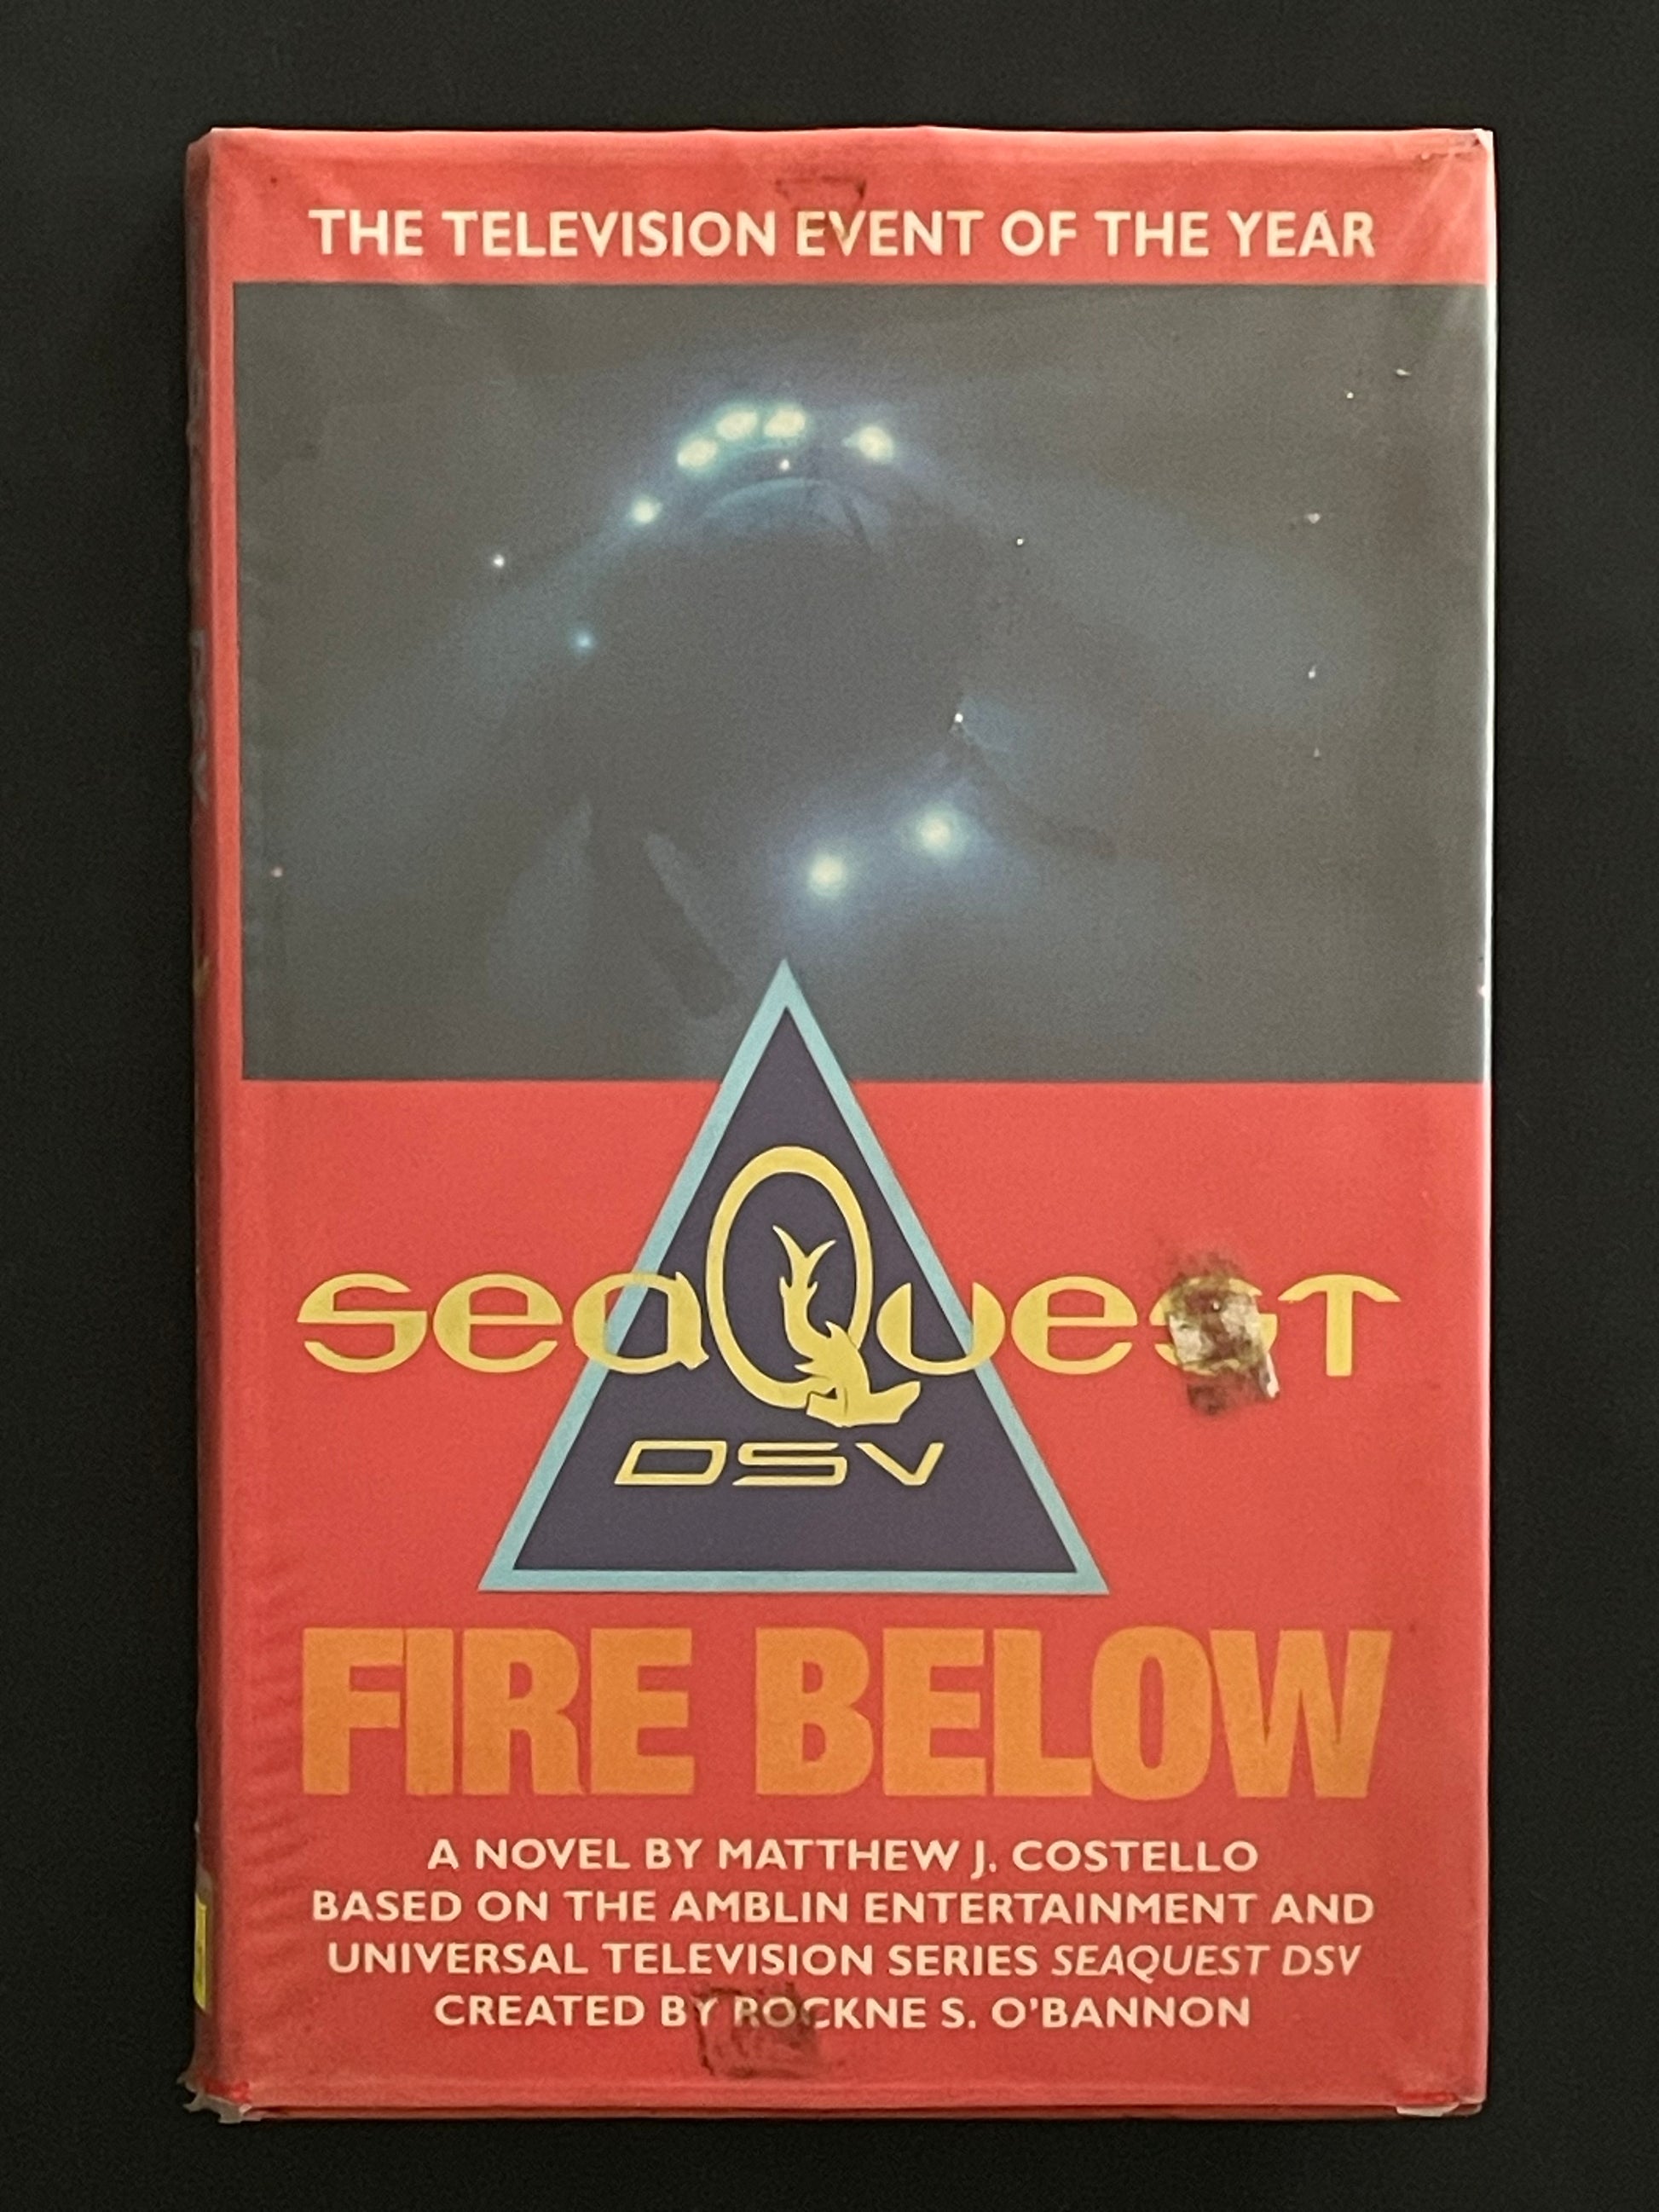 THE TELEVISION EVENT OF THE YEAR
seaQuest
DSV
FIRE BELOW
A NOVEL BY MATTHEW J. COSTELLO
BASED ON THE AMBLIN ENTERTAINMENT AND
UNIVERSAL TELEVISION SERIES SEAQUEST DSV
CREATED BY ROCKNE S. O'BANNON